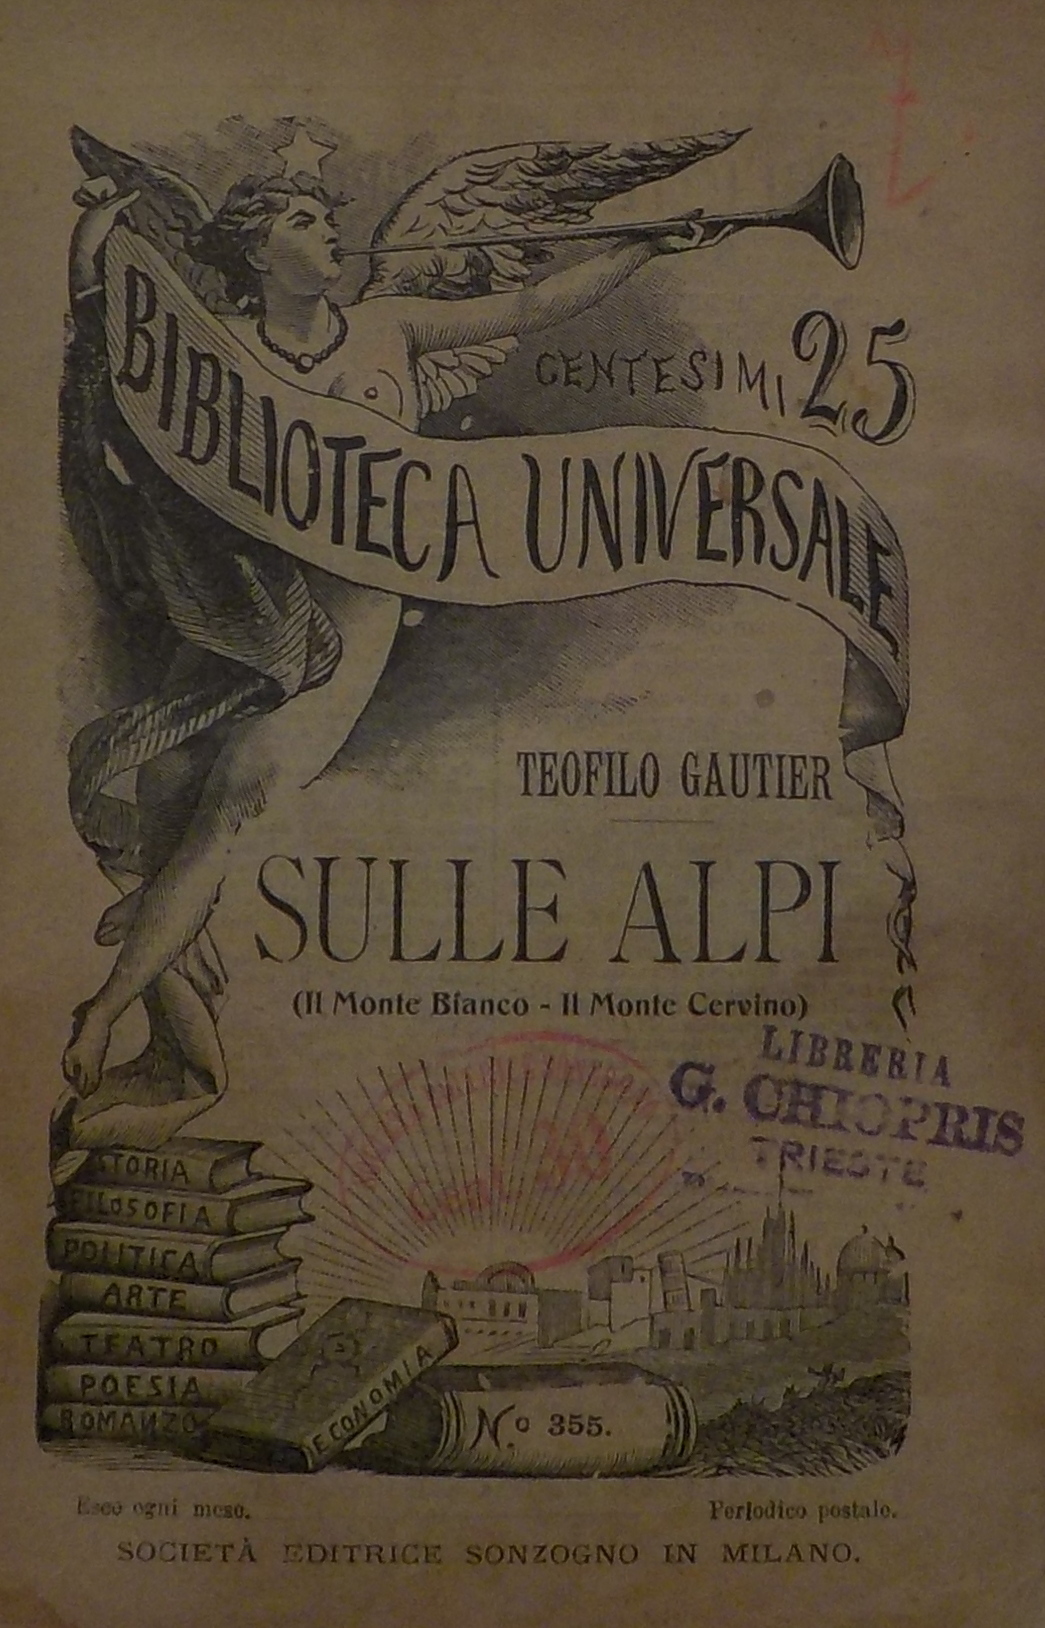 CENTESIMI 25
BIBLIOTECA UNIVERSALE
TEOFILO GAUTIER
SULLE ALPI
(Il Monte Bianco - Il Monte Cervino)
LIBRERIA
G. CHIOPRIS
TRIESTE
STORIA
FILOSOFIA
POLITICA
ARTE
TEATRO
POESIA
ROMANZO
ECONOMIA
N.o 355.
Esce ogni mese.
Periodico postale.
SOCIETÀ EDITRICE SONZOGNO IN MILANO.